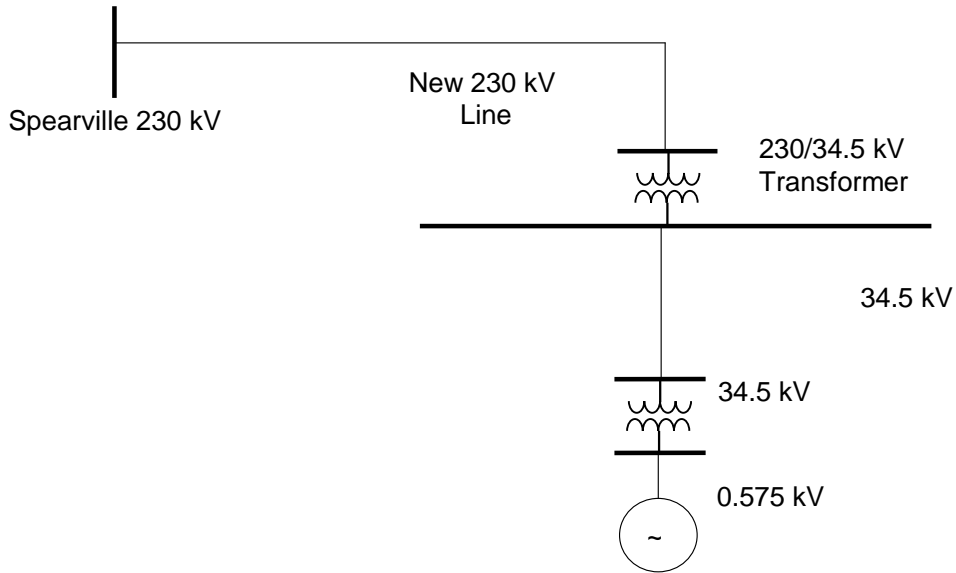 New 230 kV
Line
Spearville 230 kV
230/34.5 kV
Transformer
34.5 kV
34.5 kV
0.575 kV
~